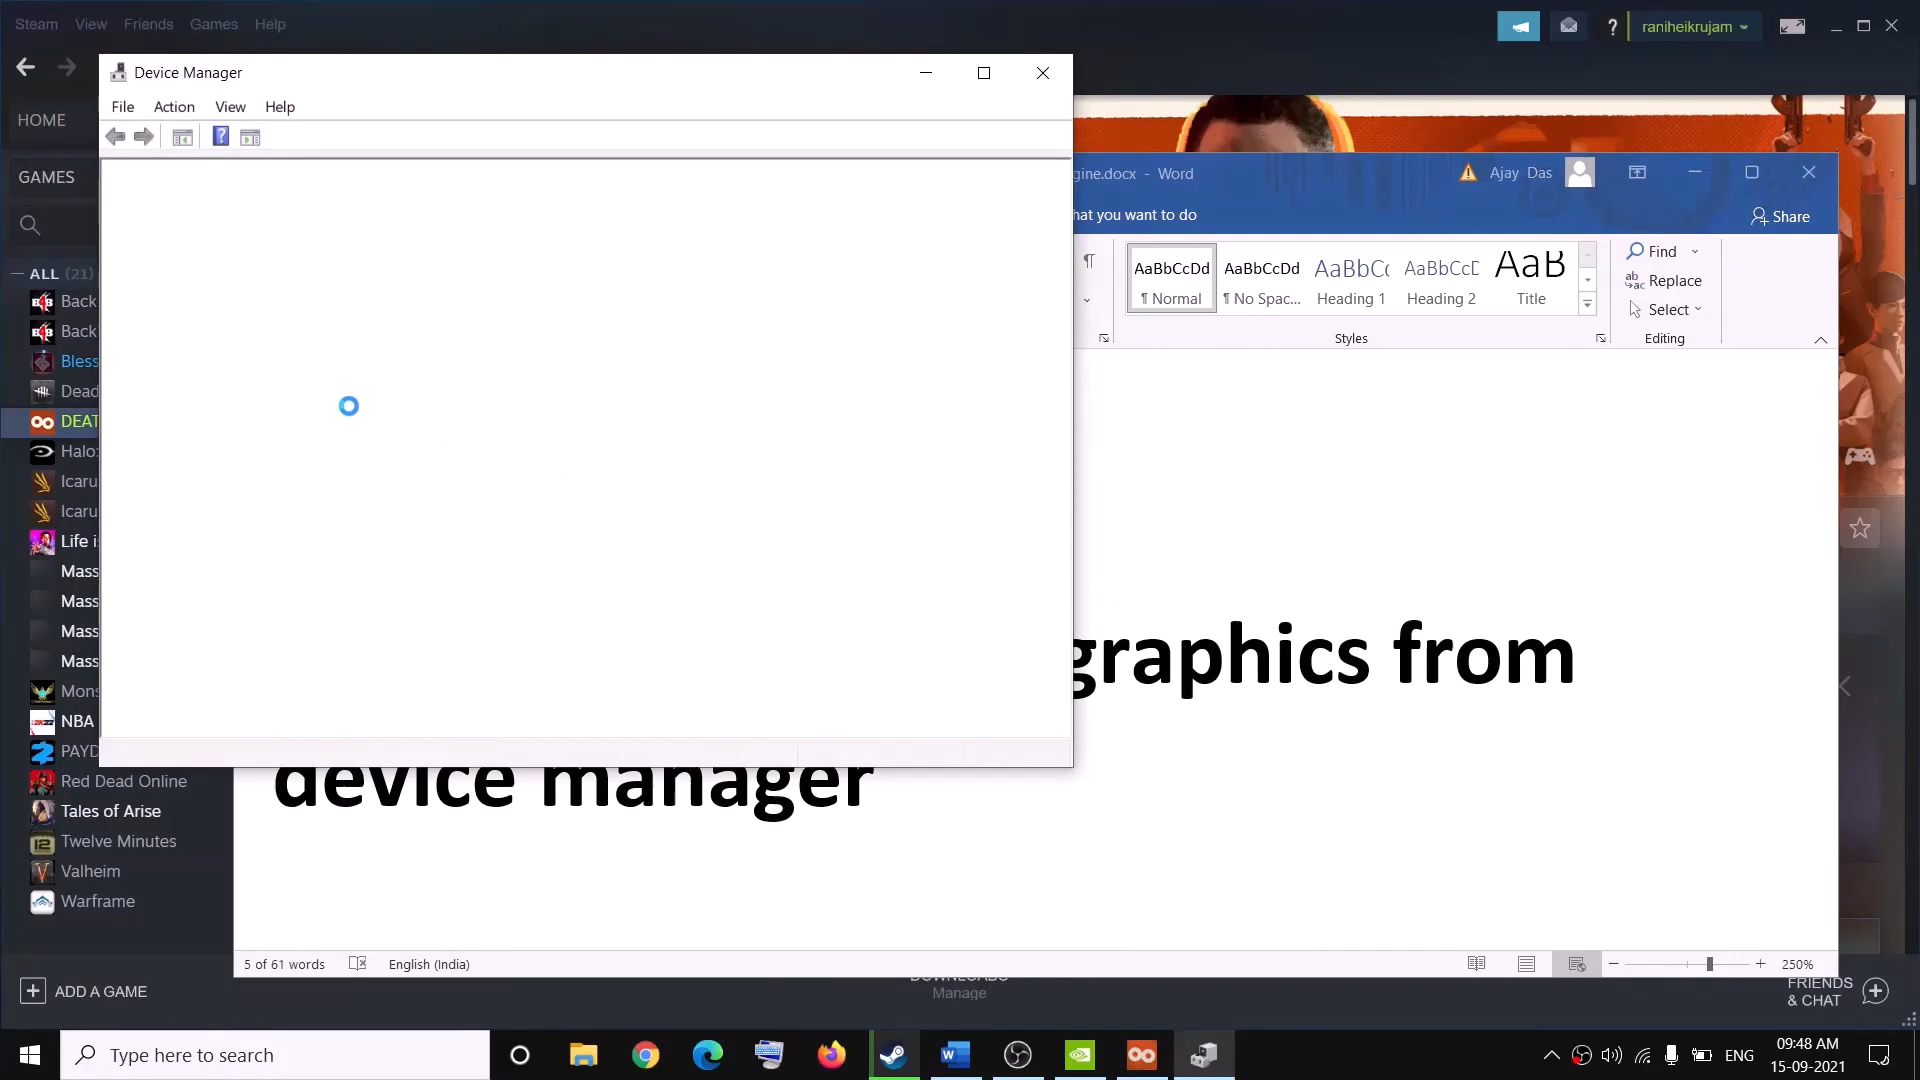 Steam View Friends Games Help
raniheikrujam
Device Manager
File Action View Help
HOME
GAMES
gine.docx - Word
Ajay Das
hat you want to do
Share
AaBbCcDd AaBbCcDd AaBbCc AaBbCcD AaB
¶ Normal ¶ No Spac... Heading 1 Heading 2 Title
Styles
Find
Replace
Select
Editing
ALL (21)
Back
Back
Bless
Dead
DEAT
Halo:
Icaru
Icaru
Life i
Mass
Mass
Mass
Mass
Mons
NBA
PAYD
Red Dead Online
Tales of Arise
Twelve Minutes
Valheim
Warframe
graphics from
device manager
5 of 61 words
English (India)
250%
ADD A GAME
DOWNLOADS
Manage
FRIENDS
& CHAT
Type here to search
ENG
09:48 AM
15-09-2021